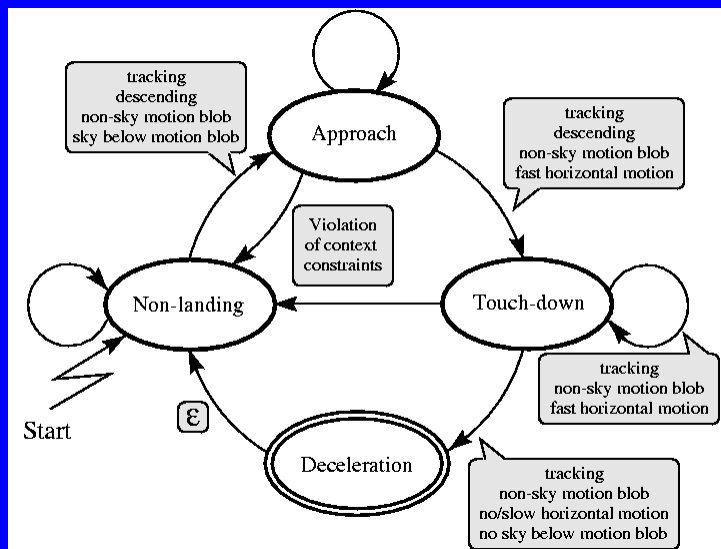 tracking
descending
non-sky motion blob
sky below motion blob
Approach
tracking
descending
non-sky motion blob
fast horizontal motion
Violation
of context
constraints
Non-landing
Touch-down
tracking
non-sky motion blob
fast horizontal motion
Start
ε
Deceleration
tracking
non-sky motion blob
no/slow horizontal motion
no sky below motion blob